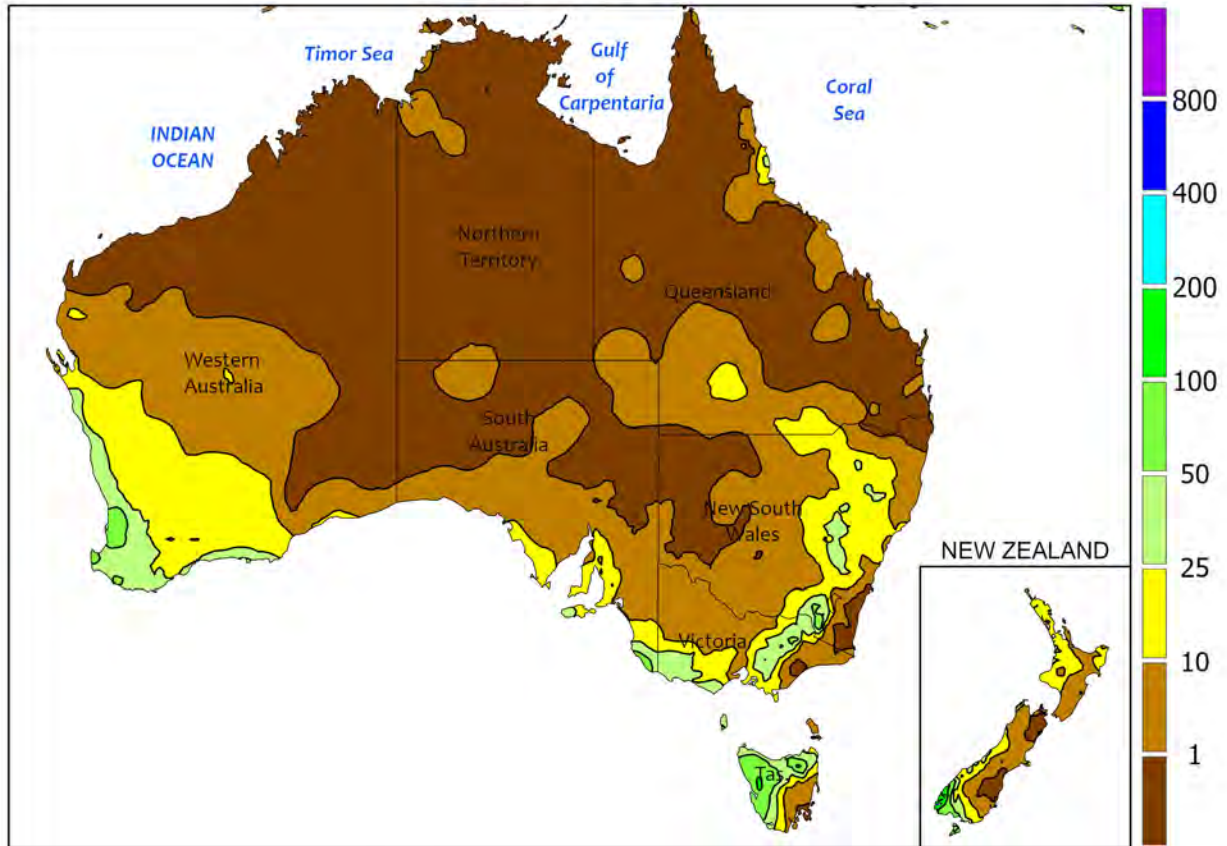 Timor Sea
Gulf
of
Carpentaria
Coral
Sea
INDIAN
OCEAN
Northern
Territory
Queensland
Western
Australia
South
Australia
New South
Wales
Victoria
Tas.
NEW ZEALAND
800
400
200
100
50
25
10
1